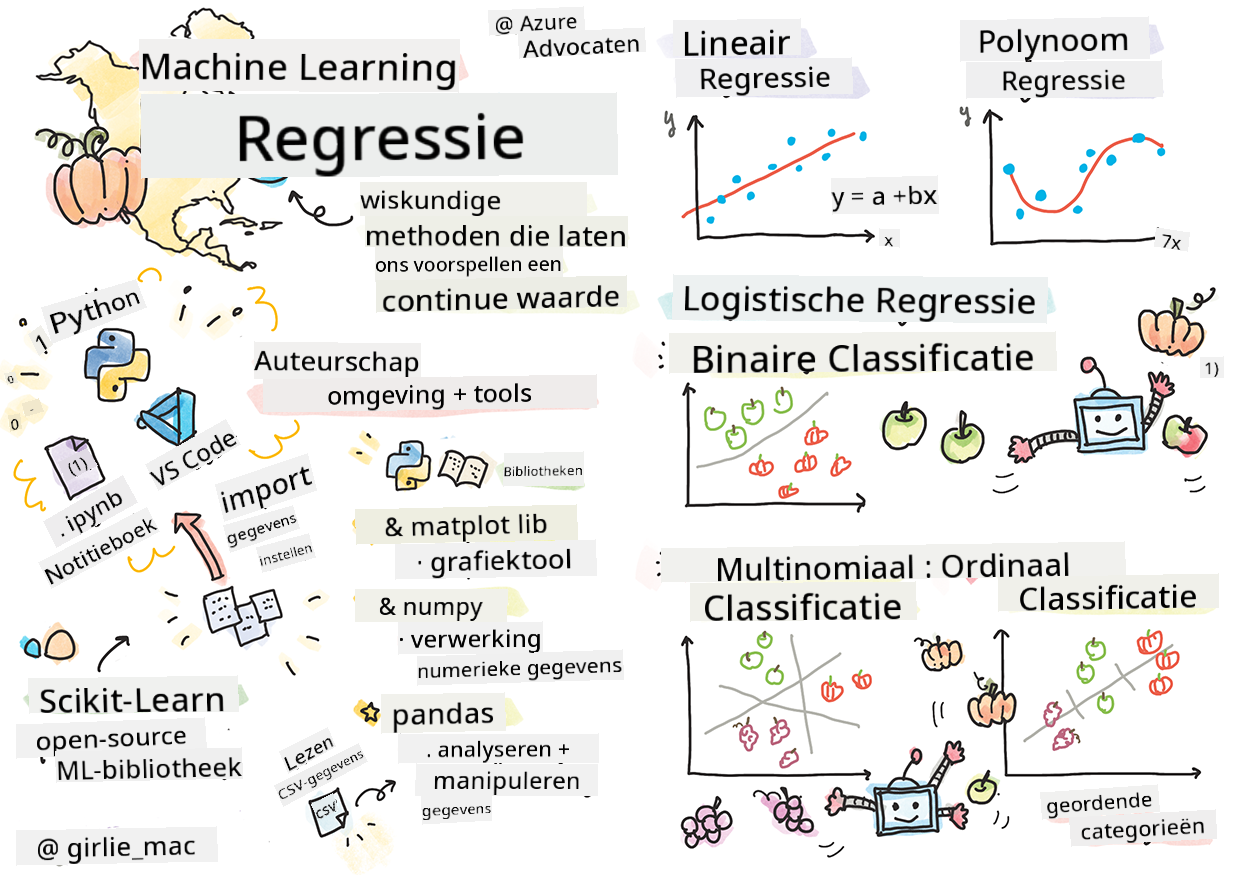 @ Azure
Advocaten
Machine Learning
Regressie
wiskundige
methoden die laten
ons voorspellen een
continue waarde
1 Python
VS Code
(1)
. ipynb
Notitieboek
import
gegevens
instellen
Scikit-Learn
open-source
ML-bibliotheek
@ girlie_mac
Auteurschap
omgeving + tools
Bibliotheken
& matplot lib
· grafiektool
& numpy
· verwerking
numerieke gegevens
pandas
. analyseren +
manipuleren
gegevens
Lezen
CSV-gegevens
CSV'
Lineair
Regressie
y
y = a +bx
x
Polynoom
Regressie
y
7x
Logistische Regressie
: Binaire Classificatie
1)
: Multinomiaal : Ordinaal
Classificatie
Classificatie
geordende
categorieën